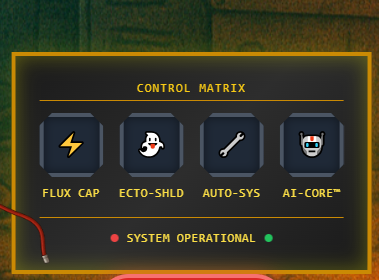 CONTROL MATRIX
FLUX CAP ECTO-SHLD AUTO-SYS AI-CORE™
SYSTEM OPERATIONAL